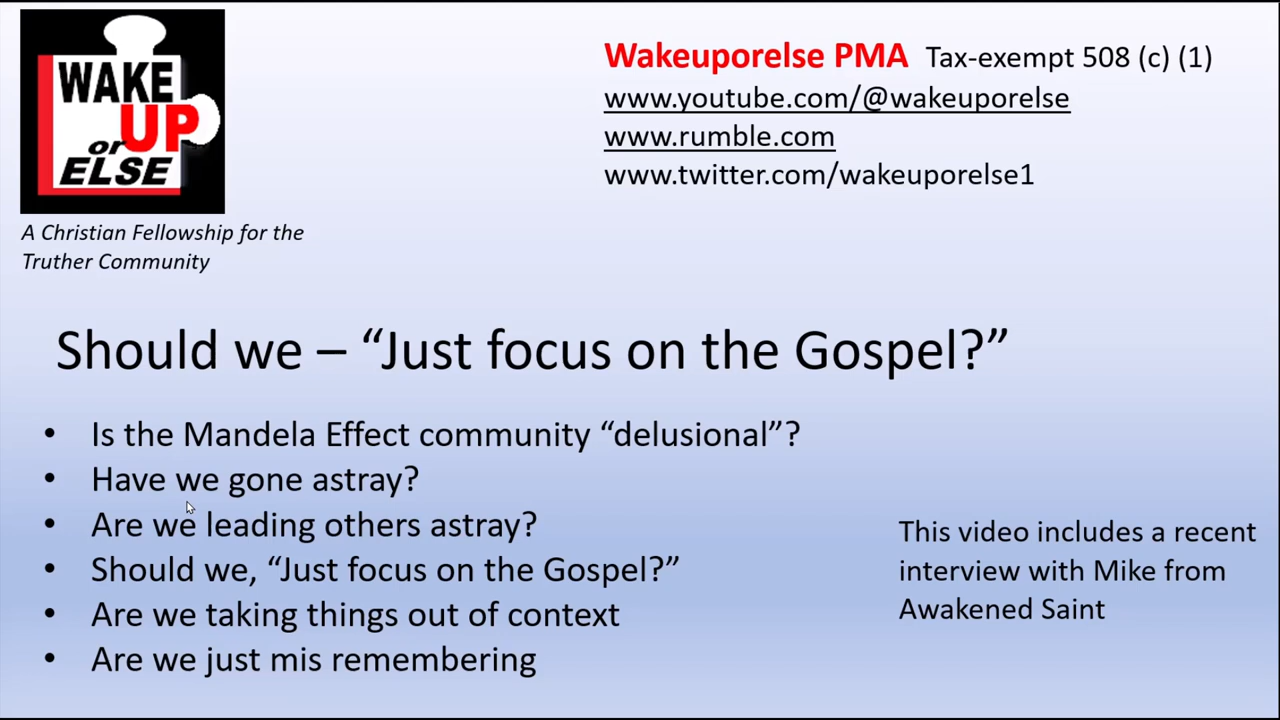 WAKE
UP
or
ELSE
A Christian Fellowship for the
Truther Community
Wakeuporelse PMA Tax-exempt 508 (c) (1)
www.youtube.com/@wakeuporelse
www.rumble.com
www.twitter.com/wakeuporelse1
Should we – “Just focus on the Gospel?”
• Is the Mandela Effect community “delusional”?
• Have we gone astray?
• Are we leading others astray?
• Should we, “Just focus on the Gospel?”
• Are we taking things out of context
• Are we just mis remembering
This video includes a recent
interview with Mike from
Awakened Saint